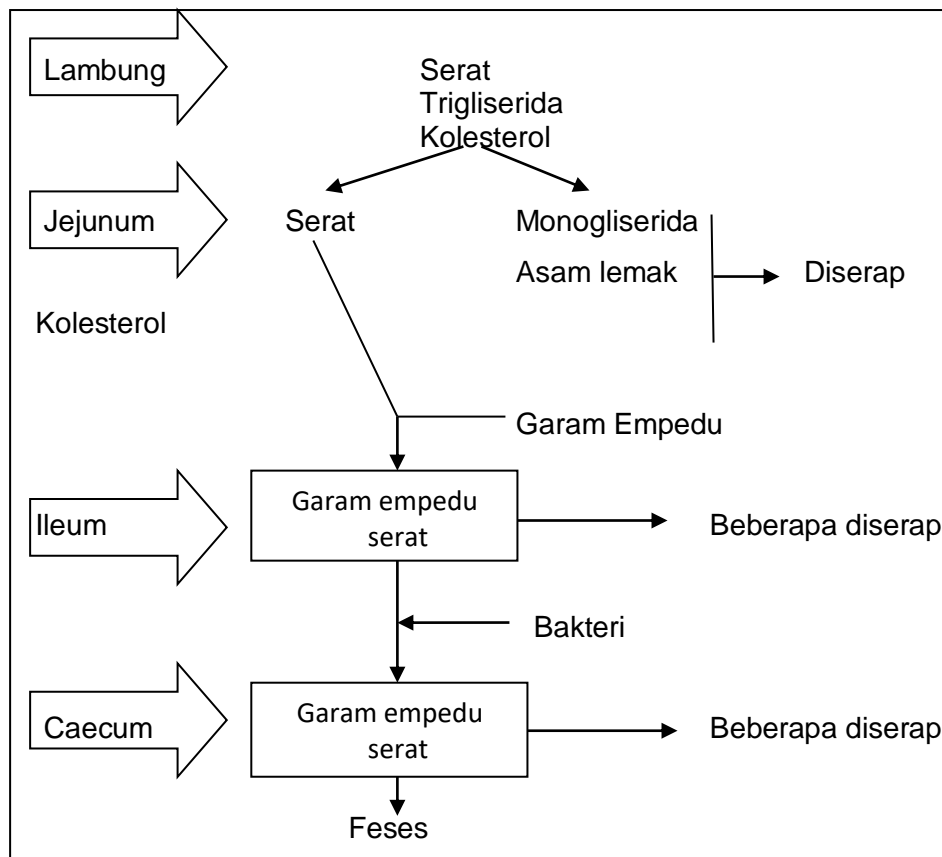 Lambung
Serat
Trigliserida
Kolesterol
Jejunum
Serat
Monogliserida
Asam lemak
Diserap
Kolesterol
Garam Empedu
Ileum
Garam empedu
serat
Beberapa diserap
Bakteri
Caecum
Garam empedu
serat
Beberapa diserap
Feses